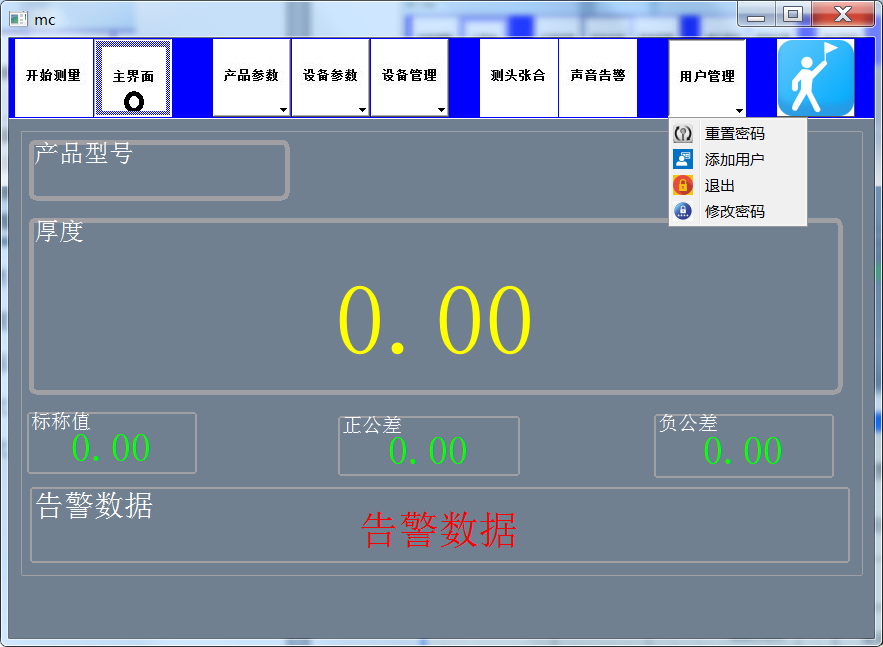 mc
开始测量 主界面 产品参数 设备参数 设备管理 测头张合 声音告警 用户管理
重置密码
添加用户
退出
修改密码
产品型号
厚度
0.00
标称值
0.00
正公差
0.00
负公差
0.00
告警数据
告警数据